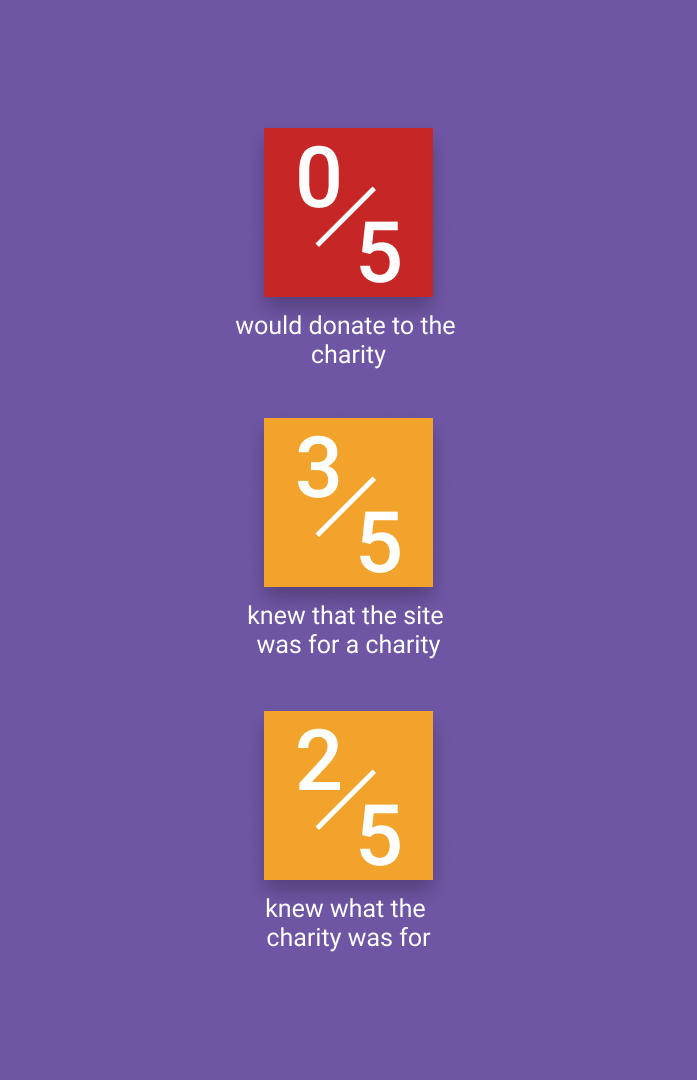 0/5
would donate to the
charity
3/5
knew that the site
was for a charity
2/5
knew what the
charity was for